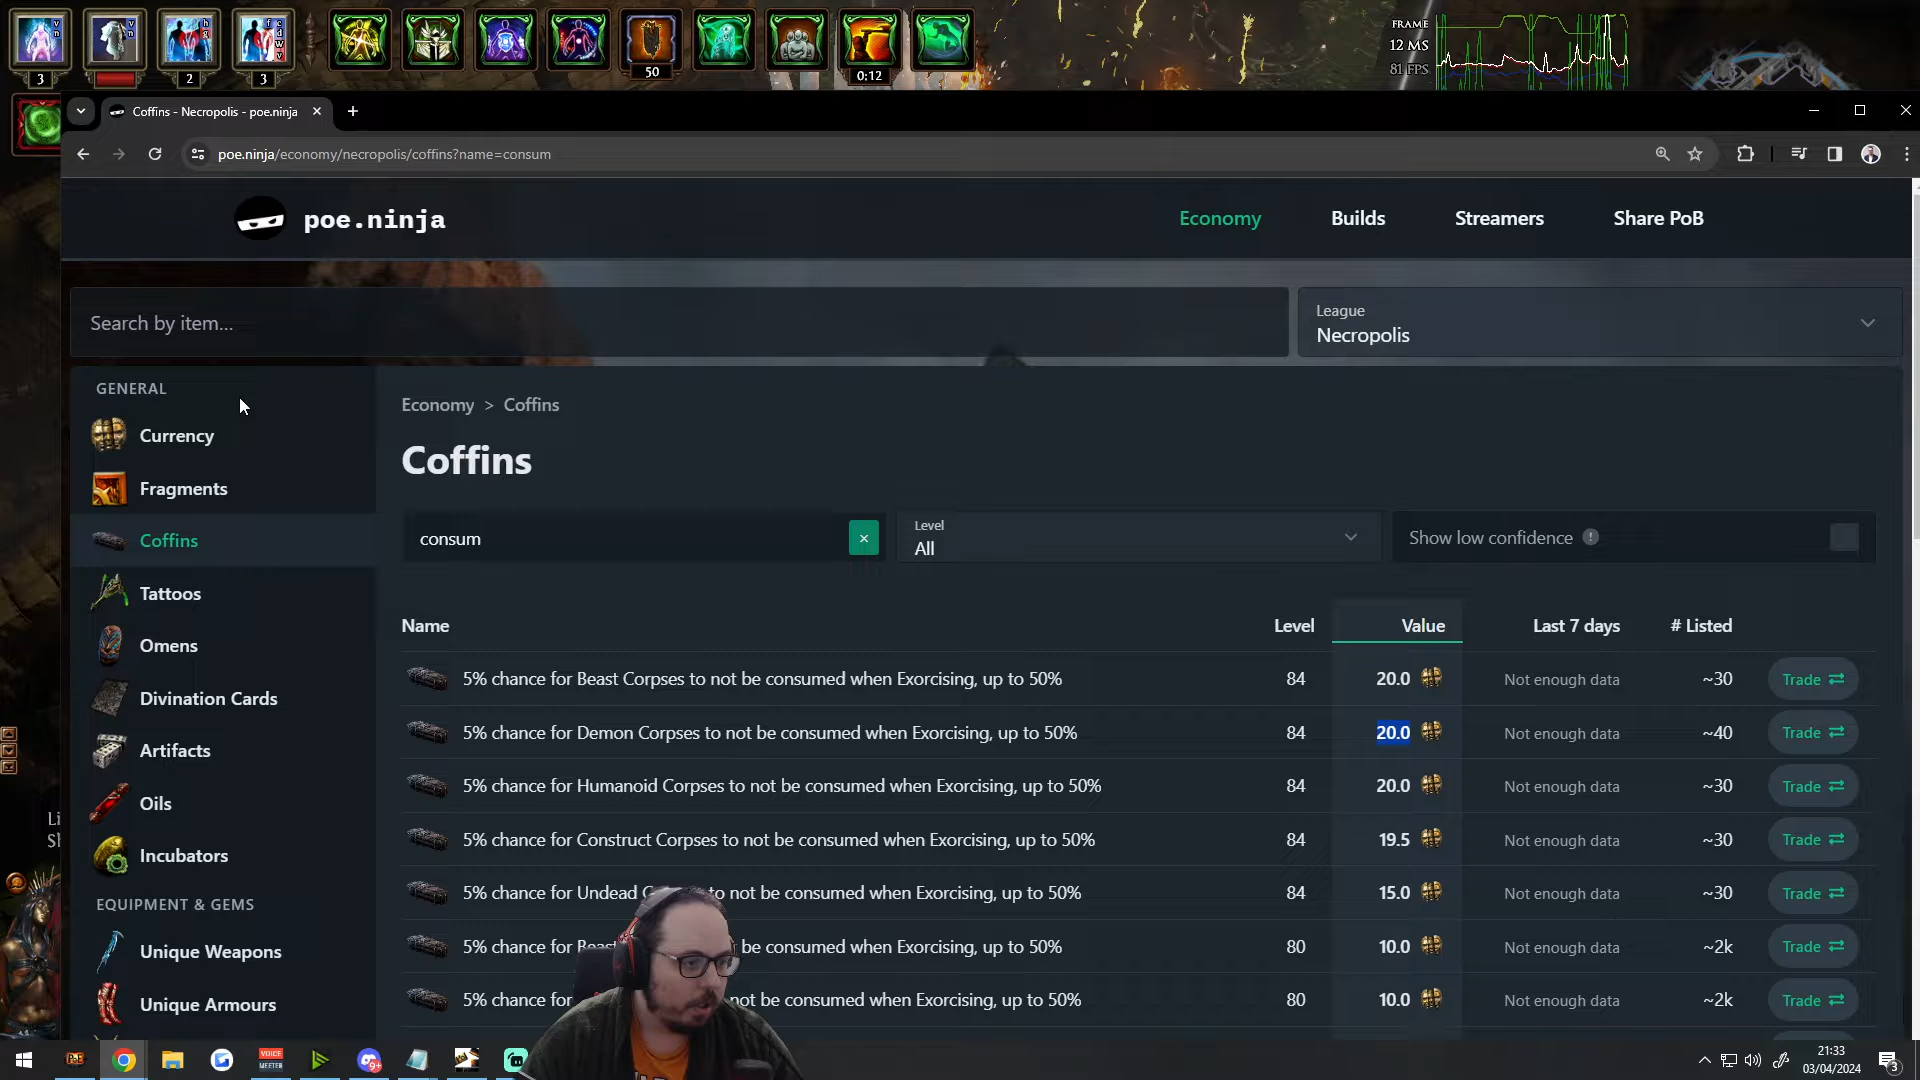 v
n
v
n
h
g
f
c
d
w
v
3
2
3
50
0:12
FRAME
12 MS
81 FPS
Coffins - Necropolis - poe.ninja
poe.ninja/economy/necropolis/coffins?name=consum
poe.ninja
Economy
Builds
Streamers
Share PoB
Search by item...
League
Necropolis
GENERAL
Currency
Fragments
Coffins
Tattoos
Omens
Divination Cards
Artifacts
Oils
Incubators
EQUIPMENT & GEMS
Unique Weapons
Unique Armours
Economy > Coffins
Coffins
consum
Level
All
Show low confidence
Name Level Value Last 7 days # Listed
5% chance for Beast Corpses to not be consumed when Exorcising, up to 50% 84 20.0 Not enough data ~30 Trade
5% chance for Demon Corpses to not be consumed when Exorcising, up to 50% 84 20.0 Not enough data ~40 Trade
5% chance for Humanoid Corpses to not be consumed when Exorcising, up to 50% 84 20.0 Not enough data ~30 Trade
5% chance for Construct Corpses to not be consumed when Exorcising, up to 50% 84 19.5 Not enough data ~30 Trade
5% chance for Undead to not be consumed when Exorcising, up to 50% 84 15.0 Not enough data ~30 Trade
5% chance for be consumed when Exorcising, up to 50% 80 10.0 Not enough data ~2k Trade
5% chance for not be consumed when Exorcising, up to 50% 80 10.0 Not enough data ~2k Trade
Li
VOICE
MEETER
9+
21:33
03/04/2024
3